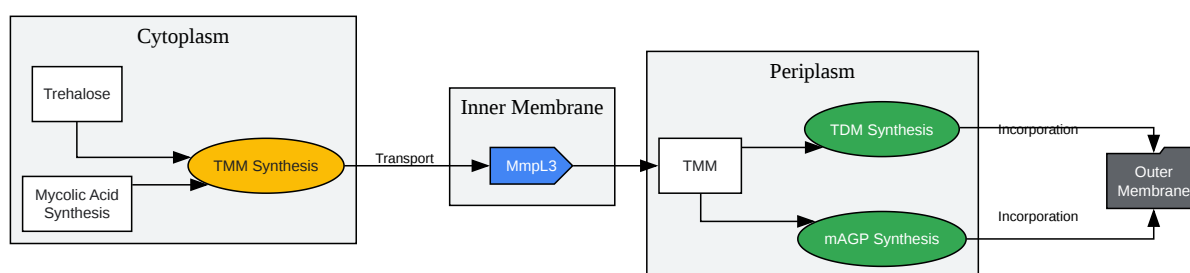 Cytoplasm
Trehalose
Mycolic Acid
Synthesis
TMM Synthesis
Transport
Inner Membrane
MmpL3
Periplasm
TMM
TDM Synthesis
mAGP Synthesis
Incorporation
Incorporation
Outer
Membrane